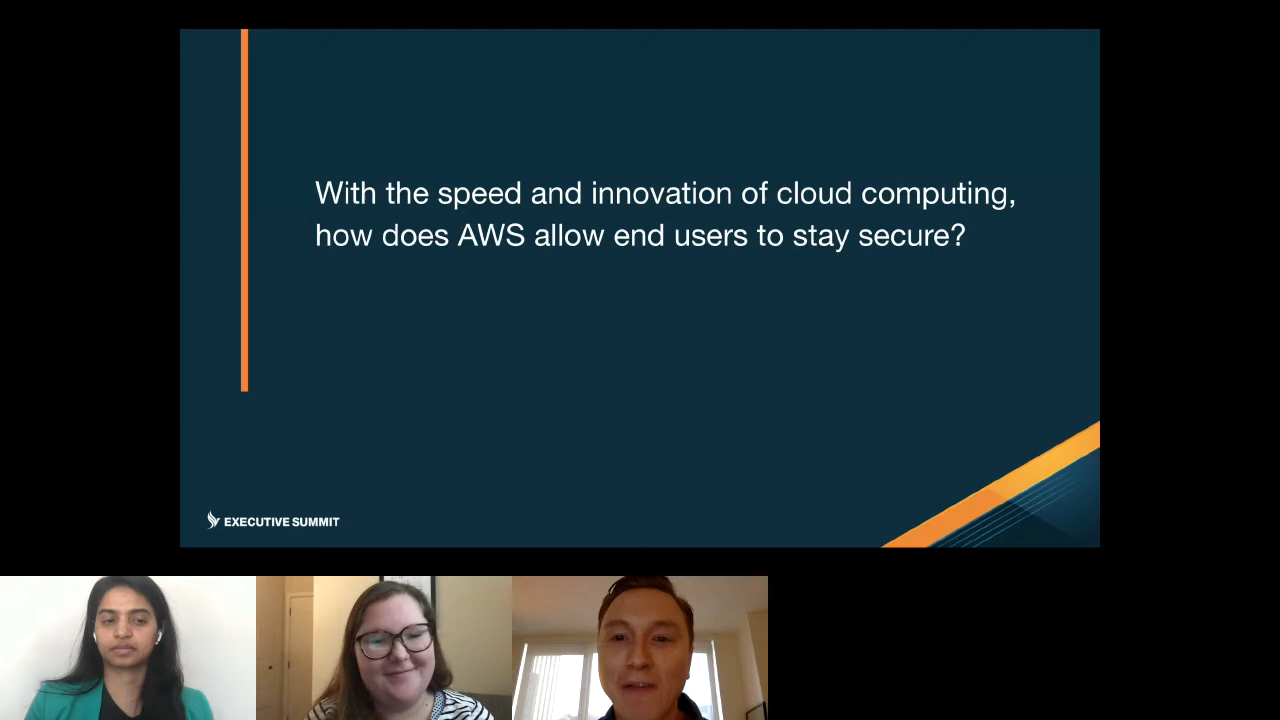 With the speed and innovation of cloud computing,
how does AWS allow end users to stay secure?
EXECUTIVE SUMMIT